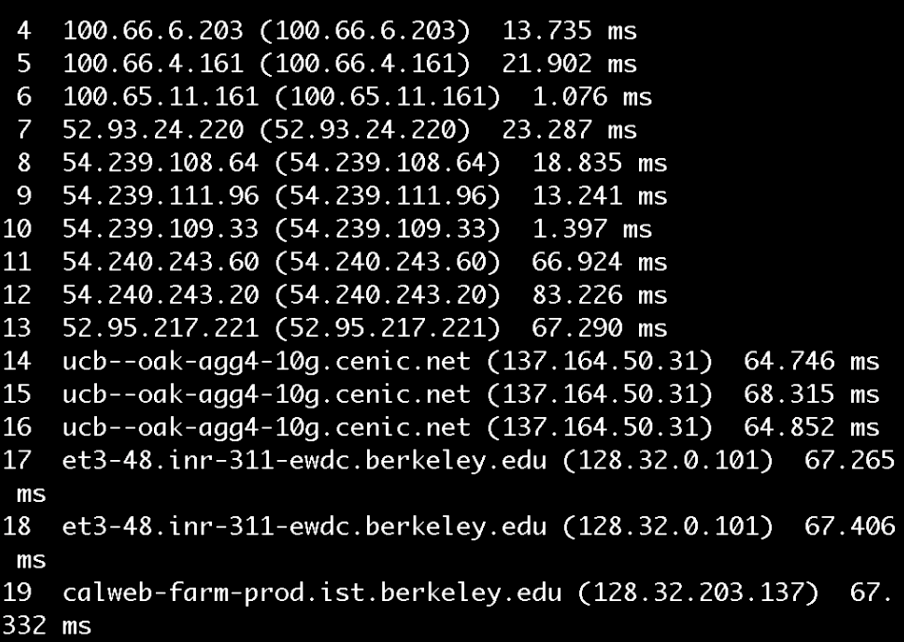 4 100.66.6.203 (100.66.6.203) 13.735 ms
5 100.66.4.161 (100.66.4.161) 21.902 ms
6 100.65.11.161 (100.65.11.161) 1.076 ms
7 52.93.24.220 (52.93.24.220) 23.287 ms
8 54.239.108.64 (54.239.108.64) 18.835 ms
9 54.239.111.96 (54.239.111.96) 13.241 ms
10 54.239.109.33 (54.239.109.33) 1.397 ms
11 54.240.243.60 (54.240.243.60) 66.924 ms
12 54.240.243.20 (54.240.243.20) 83.226 ms
13 52.95.217.221 (52.95.217.221) 67.290 ms
14 ucb--oak-agg4-10g.cenic.net (137.164.50.31) 64.746 ms
15 ucb--oak-agg4-10g.cenic.net (137.164.50.31) 68.315 ms
16 ucb--oak-agg4-10g.cenic.net (137.164.50.31) 64.852 ms
17 et3-48.inr-311-ewdc.berkeley.edu (128.32.0.101) 67.265
ms
18 et3-48.inr-311-ewdc.berkeley.edu (128.32.0.101) 67.406
ms
19 calweb-farm-prod.ist.berkeley.edu (128.32.203.137) 67.
332 ms